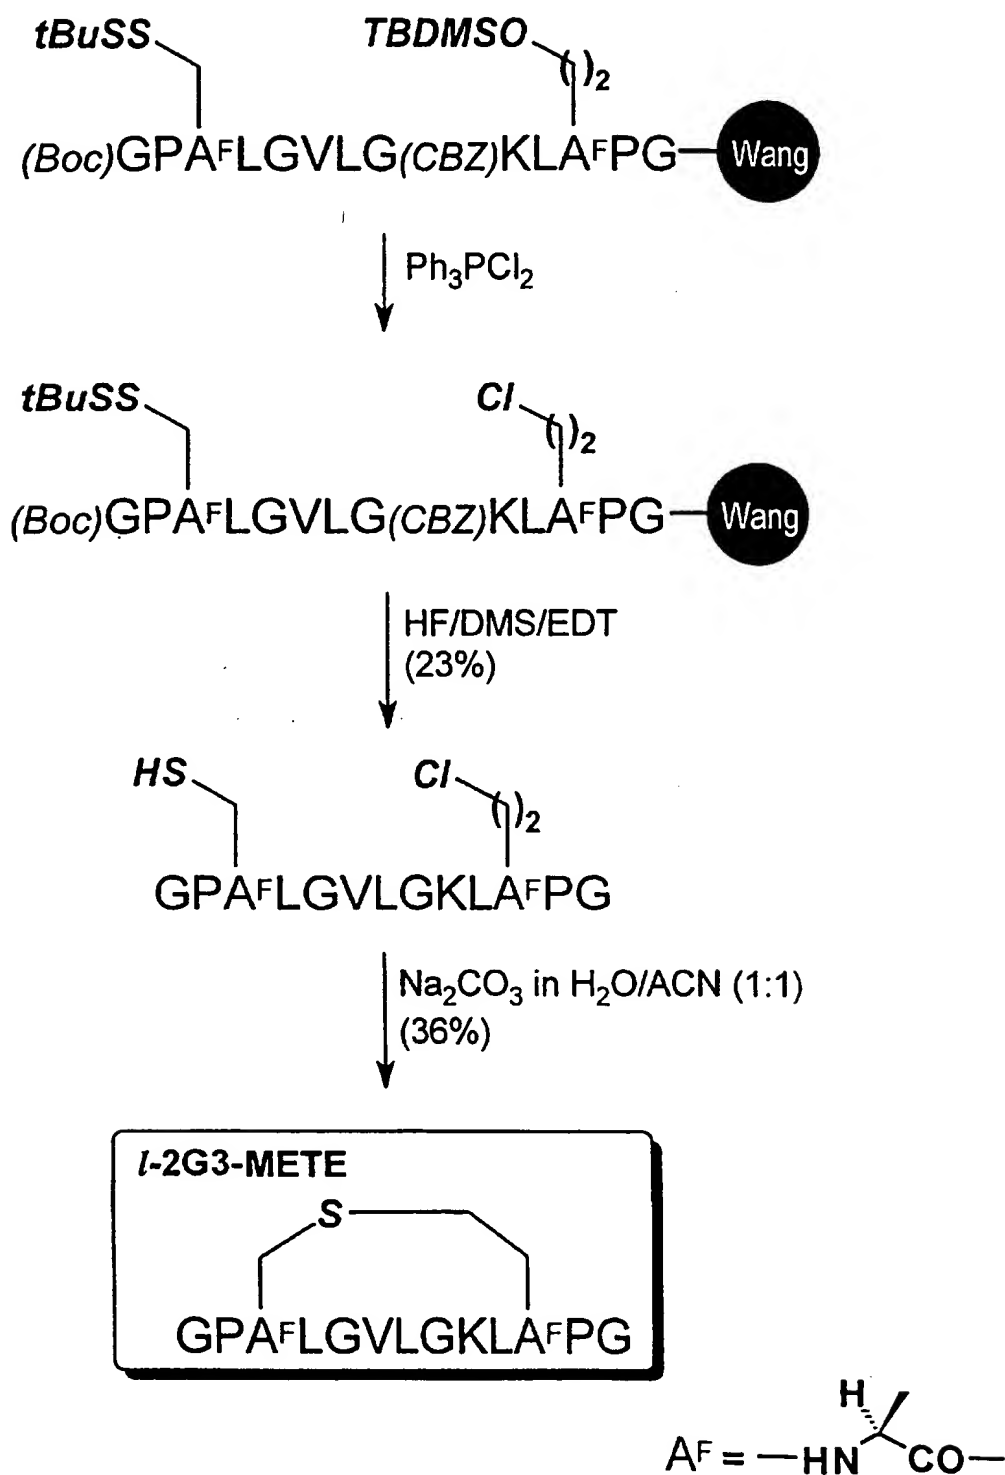 tBuSS TBDMSO ( )2
(Boc)GPAᶠLGVLG(CBZ)KLAᶠPG Wang
Ph3PCl2
tBuSS Cl ( )2
(Boc)GPAᶠLGVLG(CBZ)KLAᶠPG Wang
HF/DMS/EDT
(23%)
HS Cl ( )2
GPAᶠLGVLGKLAᶠPG
Na2CO3 in H2O/ACN (1:1)
(36%)
l-2G3-METE
S
GPAᶠLGVLGKLAᶠPG
H
Aᶠ = —HN CO—